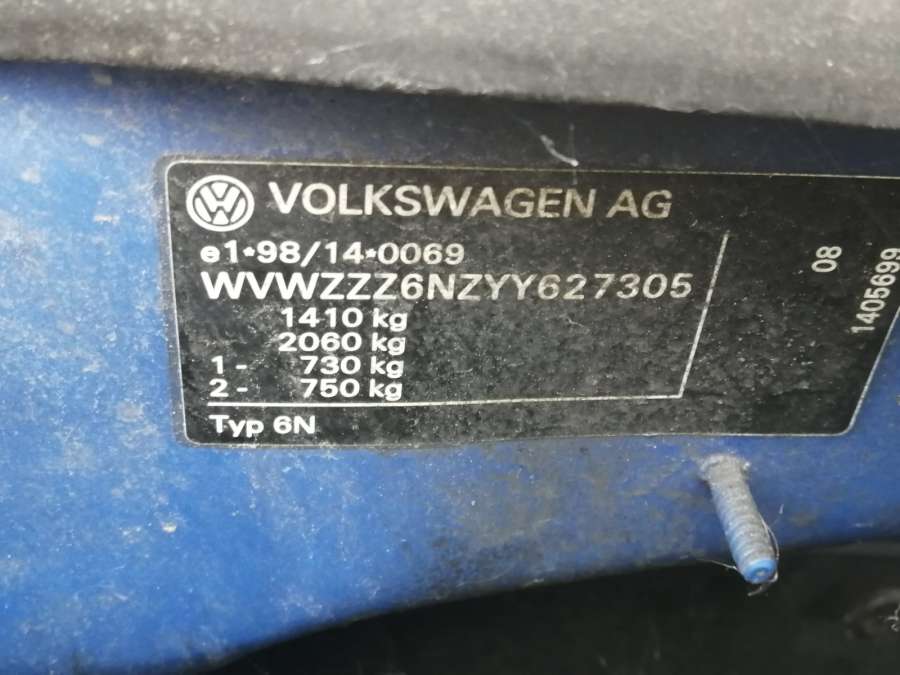 VOLKSWAGEN AG
e1*98/14*0069
WVWZZZ6NZYY627305
1410 kg
2060 kg
1 - 730 kg
2 - 750 kg
Typ 6N
08
1405699